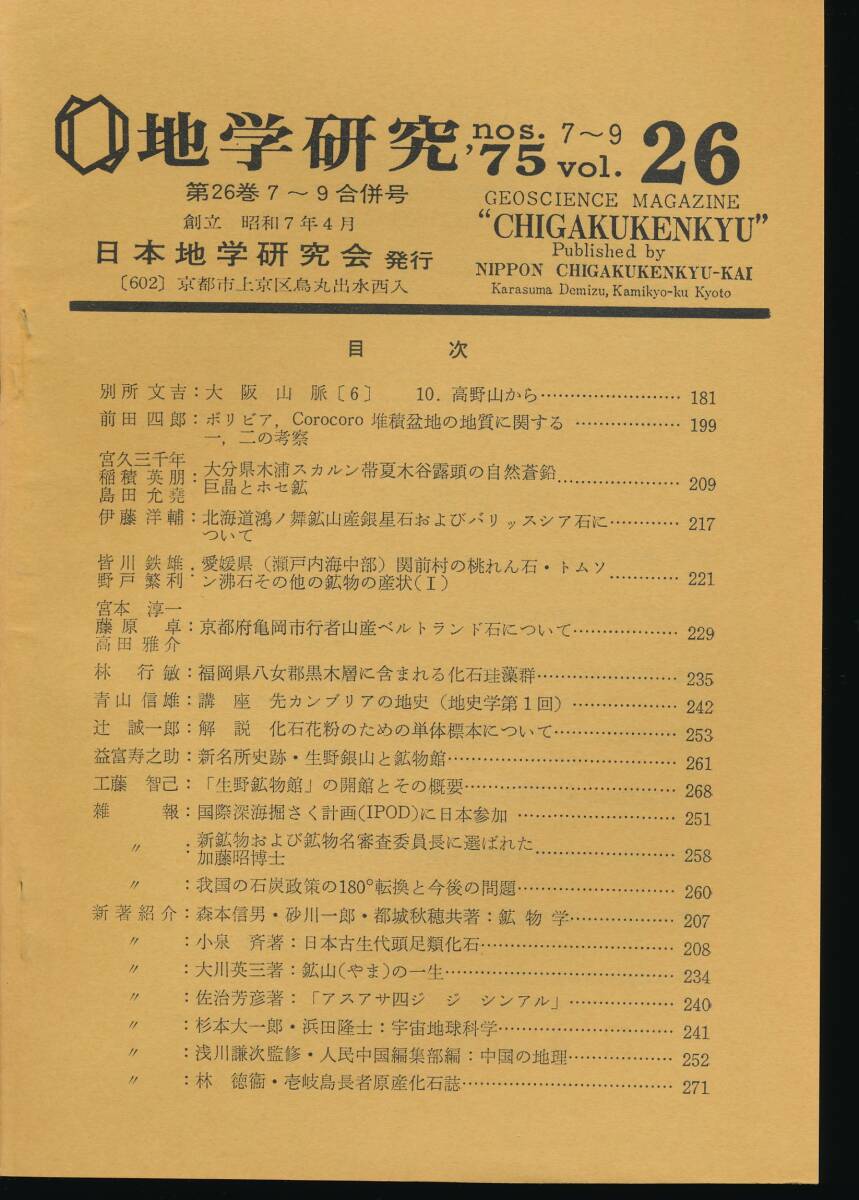 地学研究 nos. 7～9 '75 vol. 26
第26巻7～9合併号
創立 昭和7年4月
日本地学研究会 発行
〔602〕京都市上京区烏丸出水西入
GEOSCIENCE MAGAZINE
“CHIGAKUKENKYU”
Published by
NIPPON CHIGAKUKENKYU-KAI
Karasuma Demizu, Kamikyo-ku Kyoto
目 次
別所 文吉：大 阪 山 脈〔6〕 10. 高野山から…………………… 181
前田 四郎：ボリビア，Corocoro 堆積盆地の地質に関する ……………… 199
一，二の考察
宮久三千年
稲積 英朋：大分県木浦スカルン帯夏木谷露頭の自然蒼鉛
島田 允堯 巨晶とホセ鉱………………… 209
伊藤 洋輔：北海道鴻ノ舞鉱山産銀星石およびバリッスシア石に………… 217
ついて
皆川 鉄雄：愛媛県（瀬戸内海中部）関前村の桃れん石・トムソ
野戸 繁利 ン沸石その他の鉱物の産状(Ⅰ)………… 221
宮本 淳一
藤原 卓：京都府亀岡市行者山産ベルトランド石について……………… 229
高田 雅介
林 行敏：福岡県八女郡黒木層に含まれる化石珪藻群…………………… 235
青山 信雄：講 座 先カンブリアの地史（地史学第1回）……………… 242
辻 誠一郎：解 説 化石花粉のための単体標本について………………… 253
益富寿之助：新名所史跡・生野銀山と鉱物館…………………………………… 261
工藤 智己：「生野鉱物館」の開館とその概要………………………………… 268
雑 報：国際深海掘さく計画(IPOD)に日本参加 ……………………… 251
〃 ：新鉱物および鉱物名審査委員長に選ばれた
加藤昭博士…………………… 258
〃 ：我国の石炭政策の180°転換と今後の問題……………………… 260
新著紹介：森本信男・砂川一郎・都城秋穂共著：鉱 物 学……………… 207
〃 ：小泉 斉著：日本古生代頭足類化石…………………………… 208
〃 ：大川英三著：鉱山(やま)の一生………………………………… 234
〃 ：佐治芳彦著：「アスアサ四ジ ジ シンアル」……………… 240
〃 ：杉本大一郎・浜田隆士：宇宙地球科学………………………… 241
〃 ：浅川謙次監修・人民中国編集部編：中国の地理……………… 252
〃 ：林 徳衞・壱岐島長者原産化石誌……………………………… 271